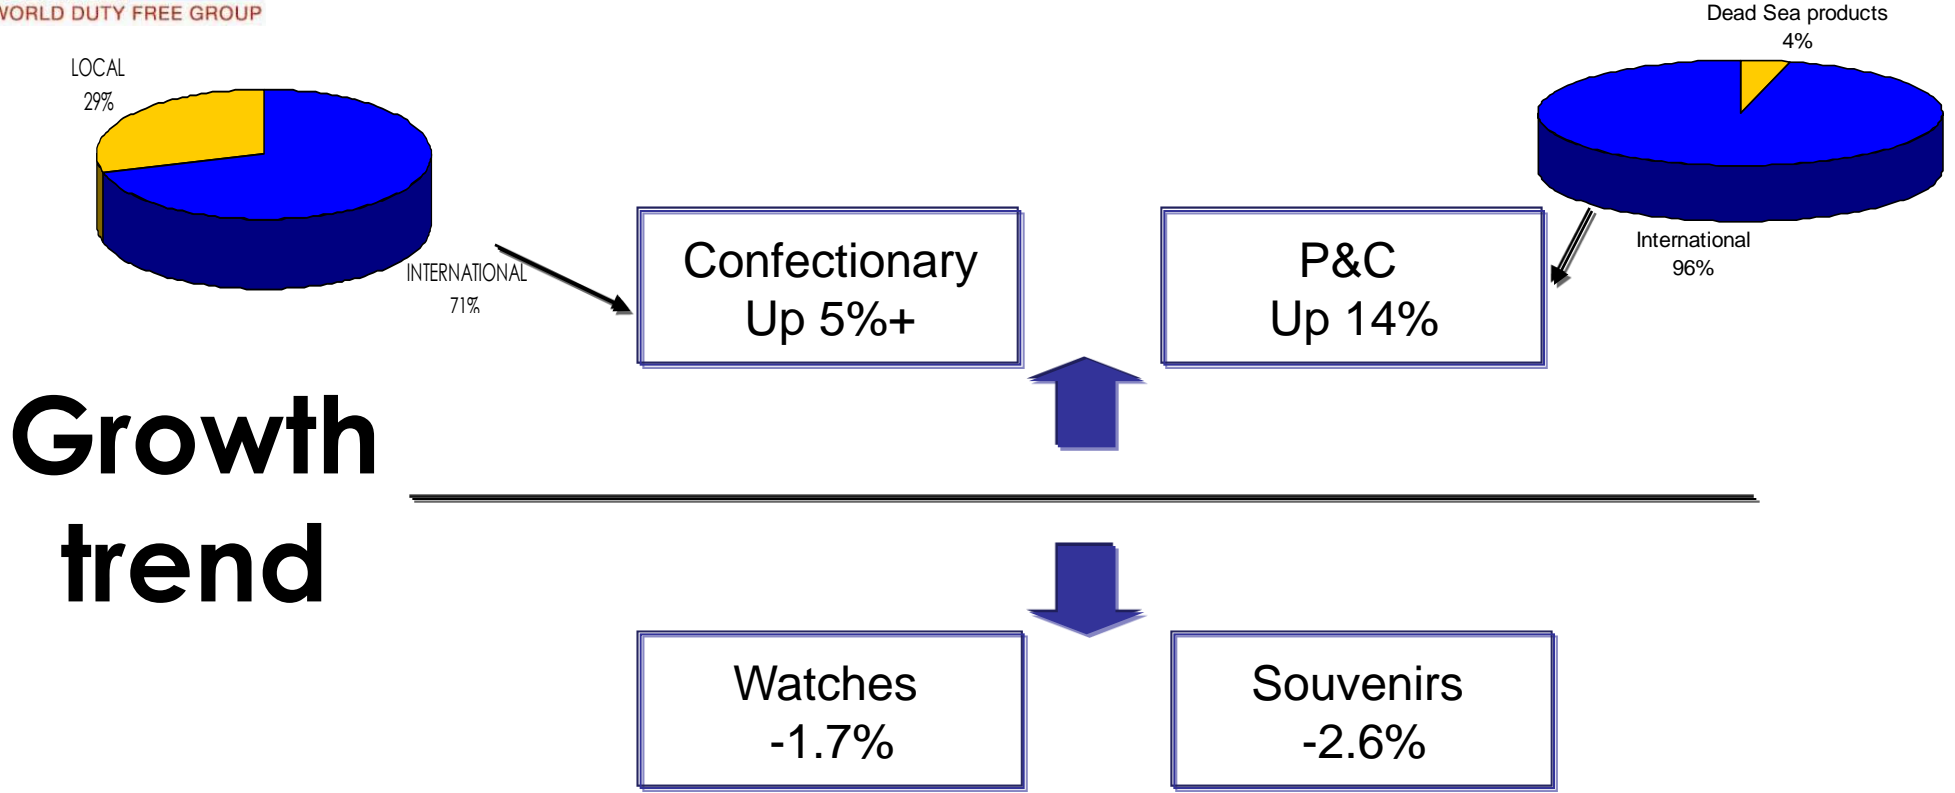 WORLD DUTY FREE GROUP
Dead Sea products
4%
LOCAL
29%
INTERNATIONAL
71%
International
96%
Confectionary
Up 5%+
P&C
Up 14%
Growth
trend
Watches
-1.7%
Souvenirs
-2.6%